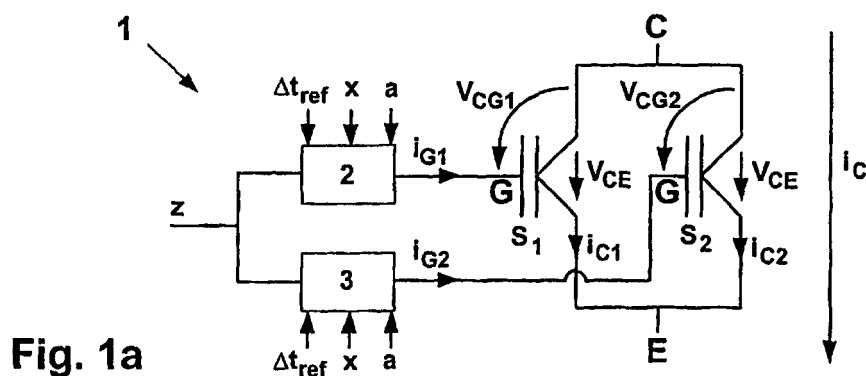 1
C
Δt_ref x a
V_CG1
V_CG2
i_G1
2
G
V_CE
G
V_CE
i_C
z
S_1
i_C1
S_2
i_C2
i_G2
3
E
Δt_ref x a
Fig. 1a